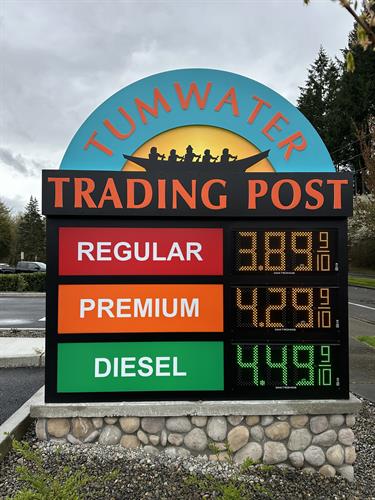 TUMWATER
TRADING POST
REGULAR 3.89 9/10
PREMIUM 4.29 9/10
DIESEL 4.49 9/10